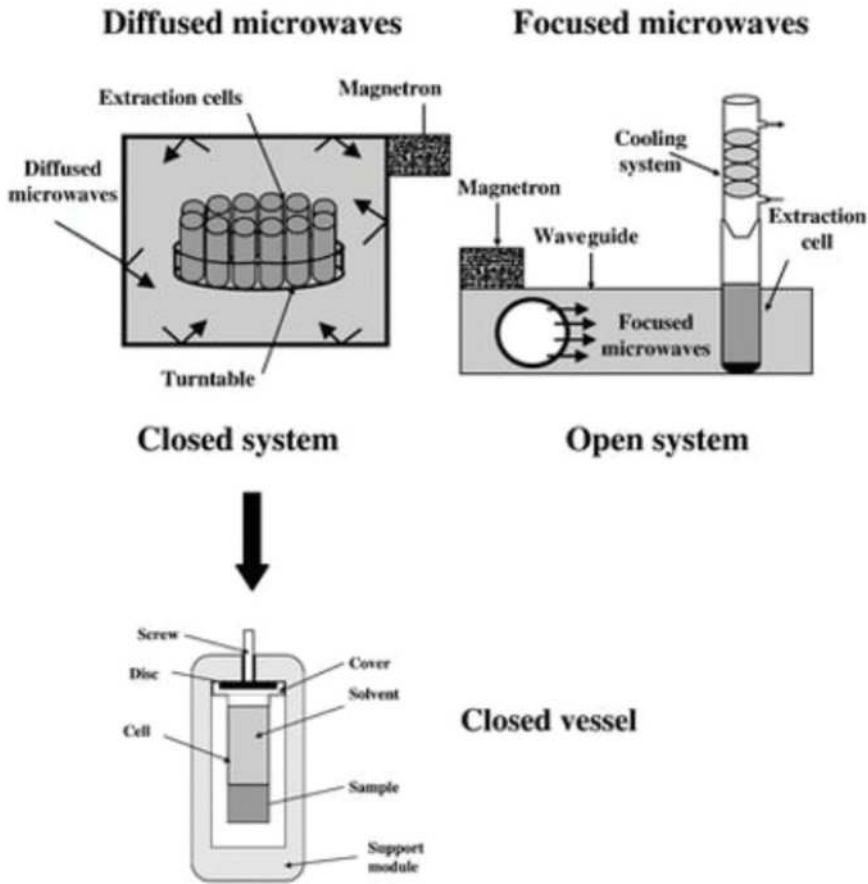 Diffused microwaves
Focused microwaves
Extraction cells
Magnetron
Diffused
microwaves
Turntable
Cooling
system
Magnetron
Waveguide
Extraction
cell
Focused
microwaves
Closed system
Open system
Screw
Disc
Cover
Solvent
Cell
Sample
Support
module
Closed vessel